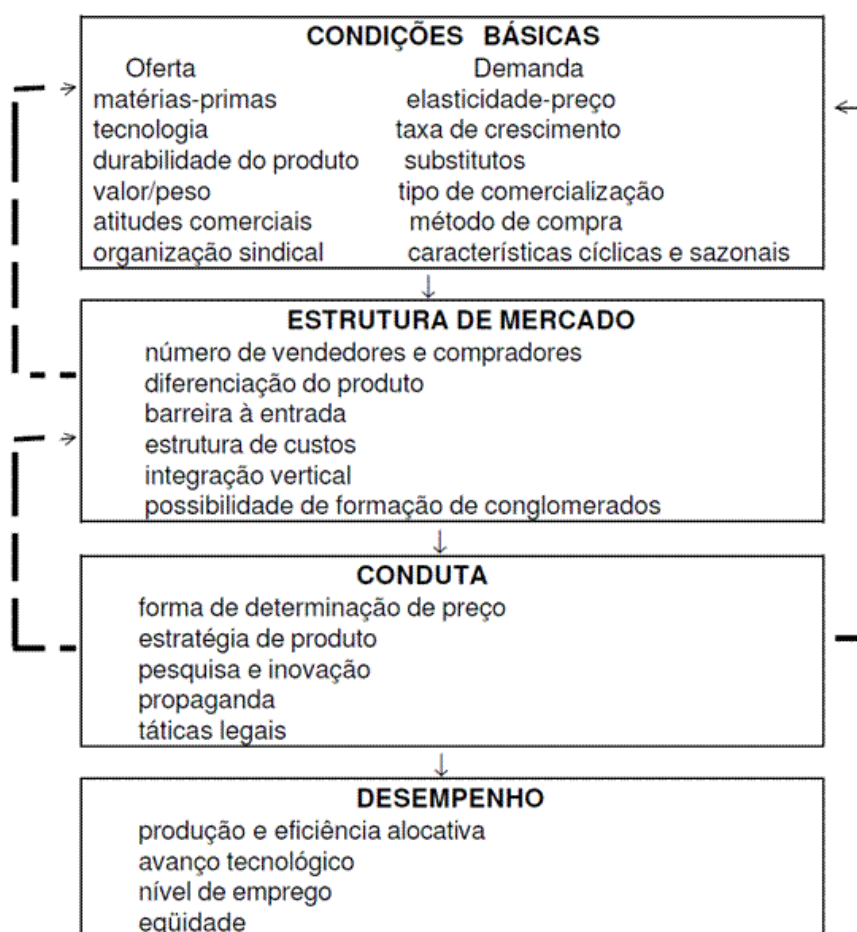 CONDIÇÕES BÁSICAS
Oferta Demanda
matérias-primas elasticidade-preço
tecnologia taxa de crescimento
durabilidade do produto substitutos
valor/peso tipo de comercialização
atitudes comerciais método de compra
organização sindical características cíclicas e sazonais
ESTRUTURA DE MERCADO
número de vendedores e compradores
diferenciação do produto
barreira à entrada
estrutura de custos
integração vertical
possibilidade de formação de conglomerados
CONDUTA
forma de determinação de preço
estratégia de produto
pesquisa e inovação
propaganda
táticas legais
DESEMPENHO
produção e eficiência alocativa
avanço tecnológico
nível de emprego
eqüidade